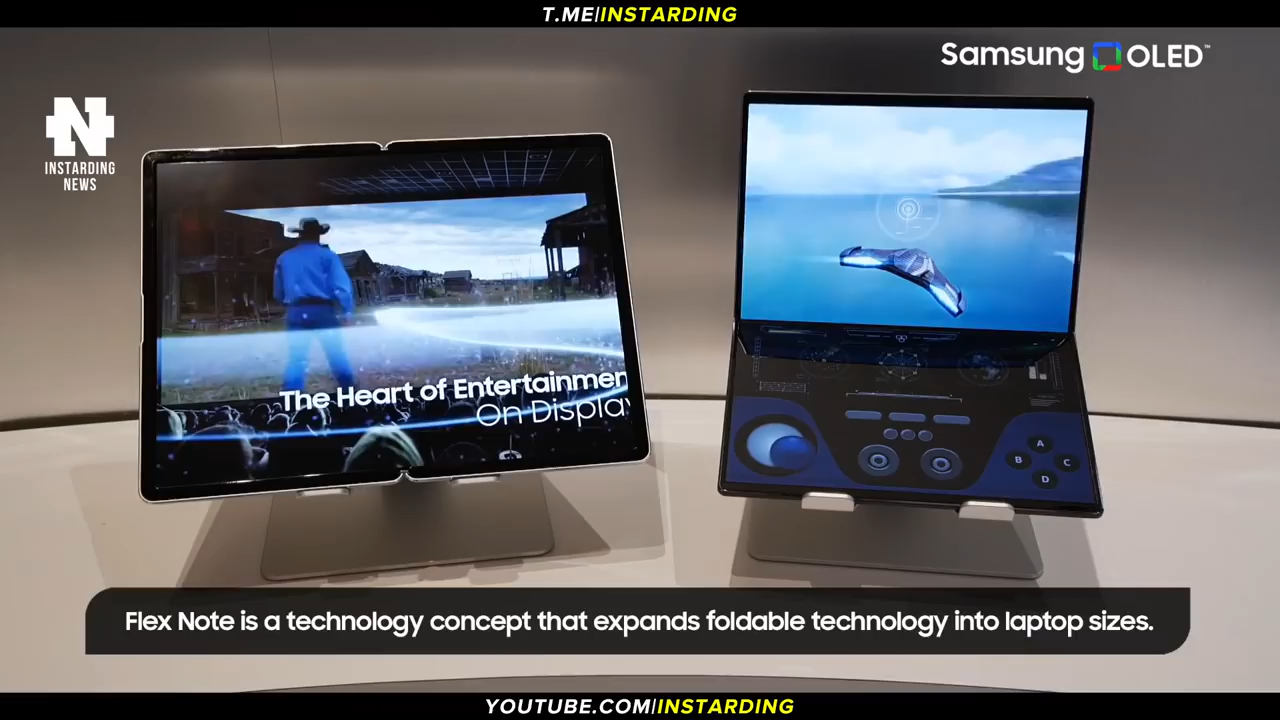 T.ME|INSTARDING
Samsung OLED™
N
INSTARDING
NEWS
The Heart of Entertainmen
On Display
A
B
C
D
Flex Note is a technology concept that expands foldable technology into laptop sizes.
YOUTUBE.COM|INSTARDING